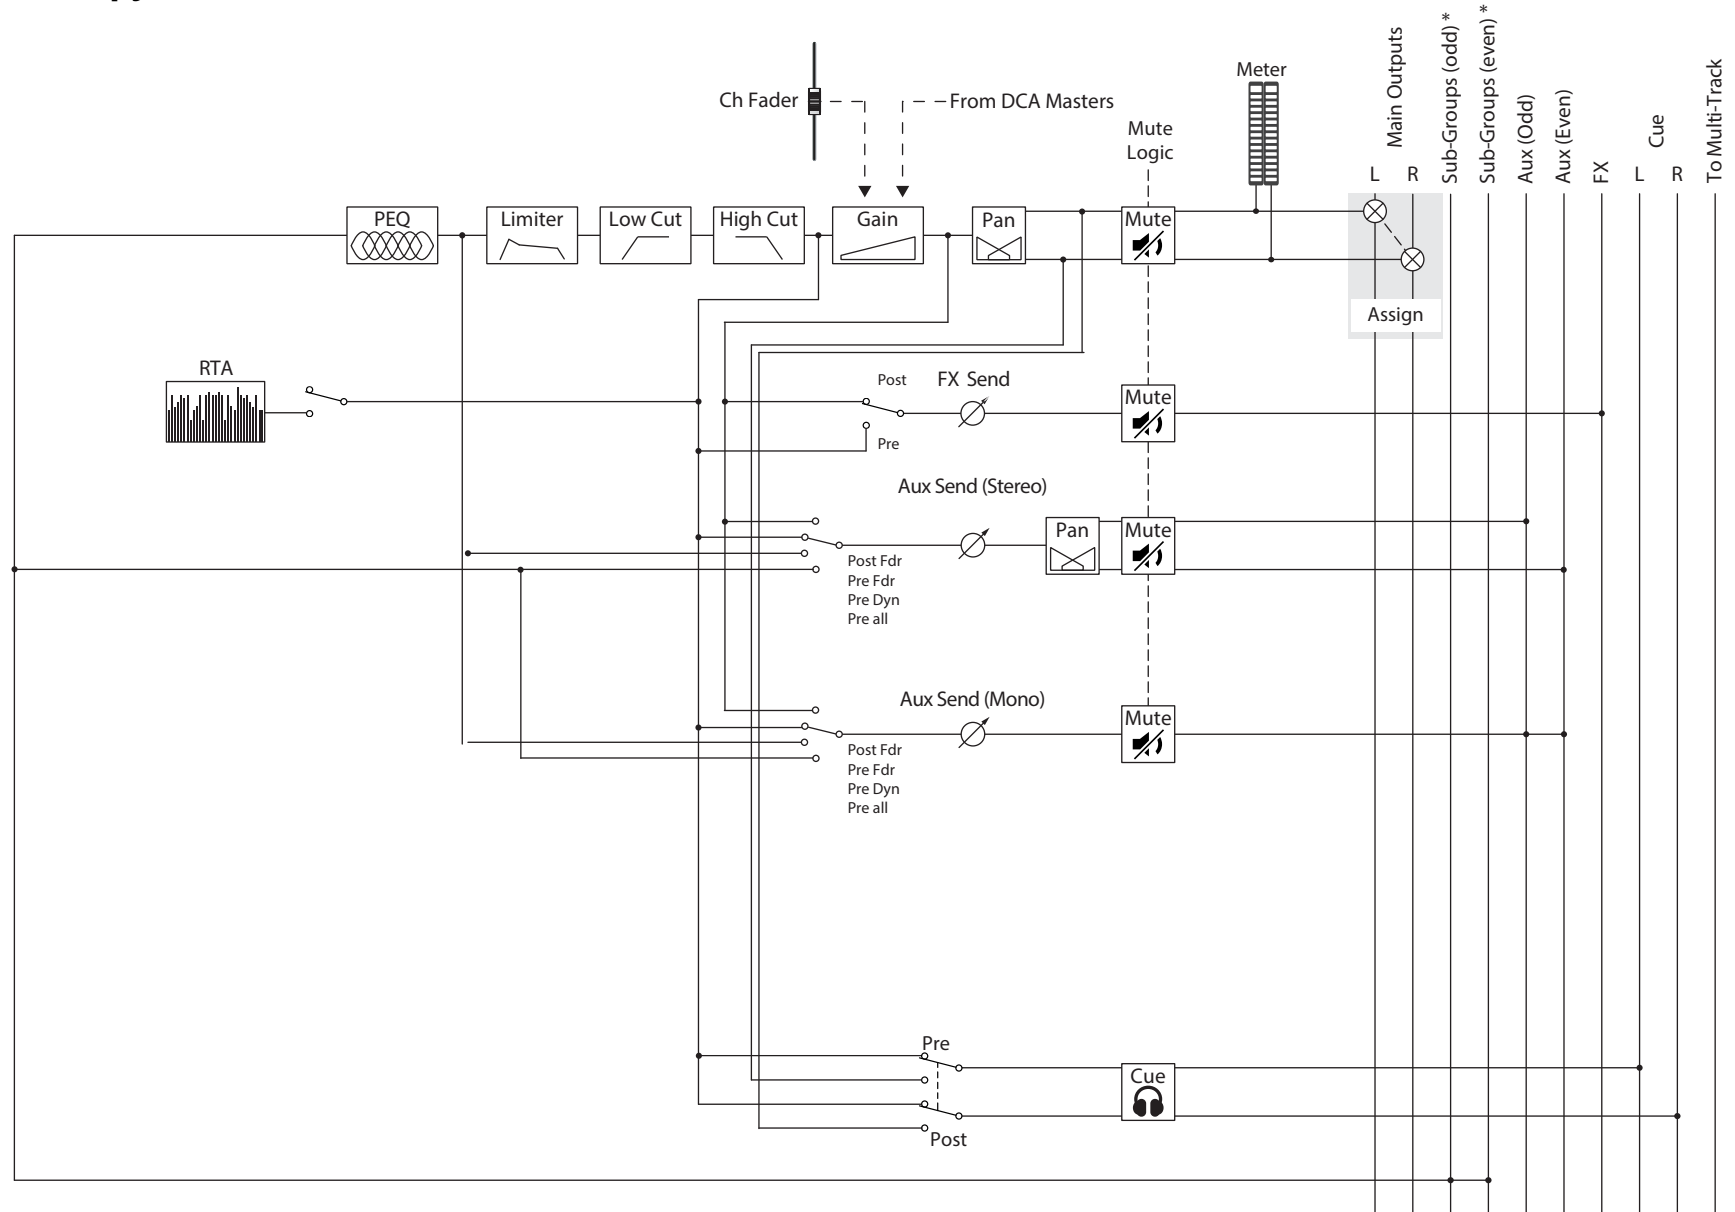 Main Outputs
Sub-Groups (odd) *
Sub-Groups (even) *
Aux (Odd)
Aux (Even)
FX
Cue
To Multi-Track
L
R
L
R
Meter
Ch Fader
From DCA Masters
Mute
Logic
PEQ
Limiter
Low Cut
High Cut
Gain
Pan
Mute
Assign
RTA
Post
FX Send
Pre
Mute
Aux Send (Stereo)
Pan
Mute
Post Fdr
Pre Fdr
Pre Dyn
Pre all
Aux Send (Mono)
Mute
Post Fdr
Pre Fdr
Pre Dyn
Pre all
Pre
Cue
Post